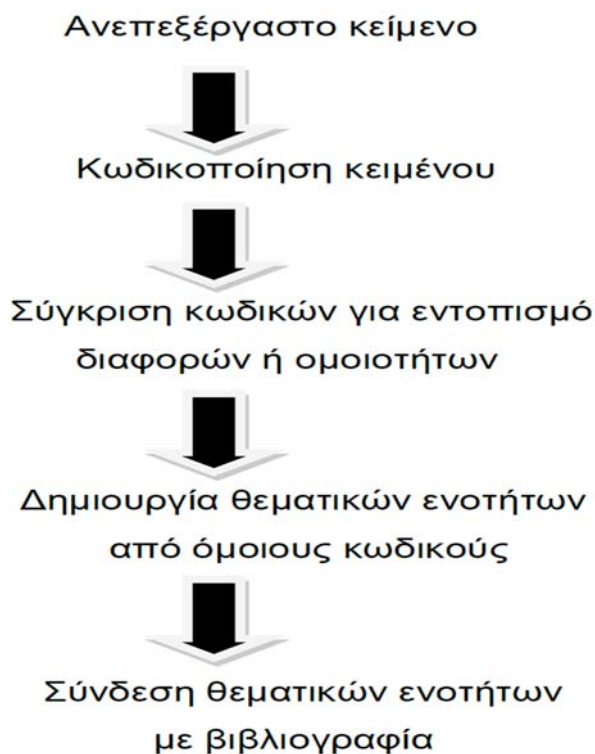 Ανεπεξέργαστο κείμενο
Κωδικοποίηση κειμένου
Σύγκριση κωδικών για εντοπισμό
διαφορών ή ομοιοτήτων
Δημιουργία θεματικών ενοτήτων
από όμοιους κωδικούς
Σύνδεση θεματικών ενοτήτων
με βιβλιογραφία